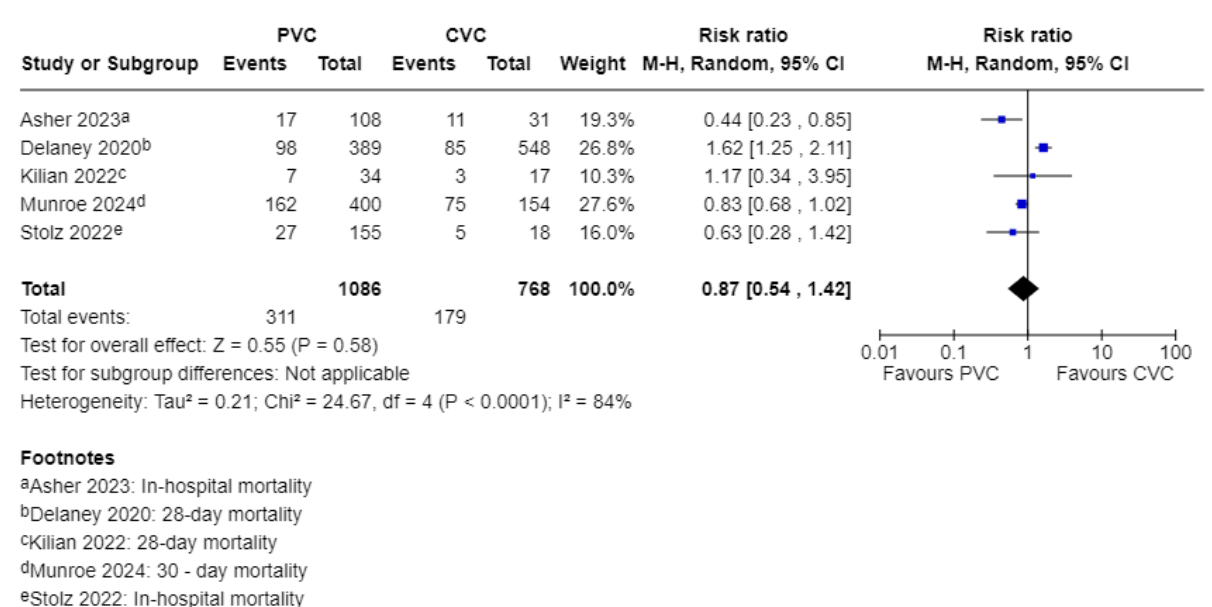 PVC CVC Risk ratio Risk ratio
Study or Subgroup Events Total Events Total Weight M-H, Random, 95% CI M-H, Random, 95% CI
Asher 2023ᵃ 17 108 11 31 19.3% 0.44 [0.23 , 0.85]
Delaney 2020ᵇ 98 389 85 548 26.8% 1.62 [1.25 , 2.11]
Kilian 2022ᶜ 7 34 3 17 10.3% 1.17 [0.34 , 3.95]
Munroe 2024ᵈ 162 400 75 154 27.6% 0.83 [0.68 , 1.02]
Stolz 2022ᵉ 27 155 5 18 16.0% 0.63 [0.28 , 1.42]
Total 1086 768 100.0% 0.87 [0.54 , 1.42]
Total events: 311 179
Test for overall effect: Z = 0.55 (P = 0.58)
0.01 0.1 1 10 100
Test for subgroup differences: Not applicable
Favours PVC Favours CVC
Heterogeneity: Tau² = 0.21; Chi² = 24.67, df = 4 (P < 0.0001); I² = 84%
Footnotes
ᵃAsher 2023: In-hospital mortality
ᵇDelaney 2020: 28-day mortality
ᶜKilian 2022: 28-day mortality
ᵈMunroe 2024: 30 - day mortality
ᵉStolz 2022: In-hospital mortality